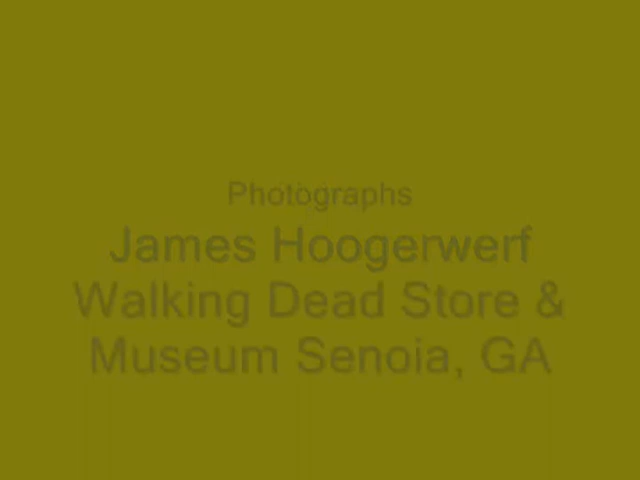 Photographs
James Hoogerwerf
Walking Dead Store &
Museum Senoia, GA